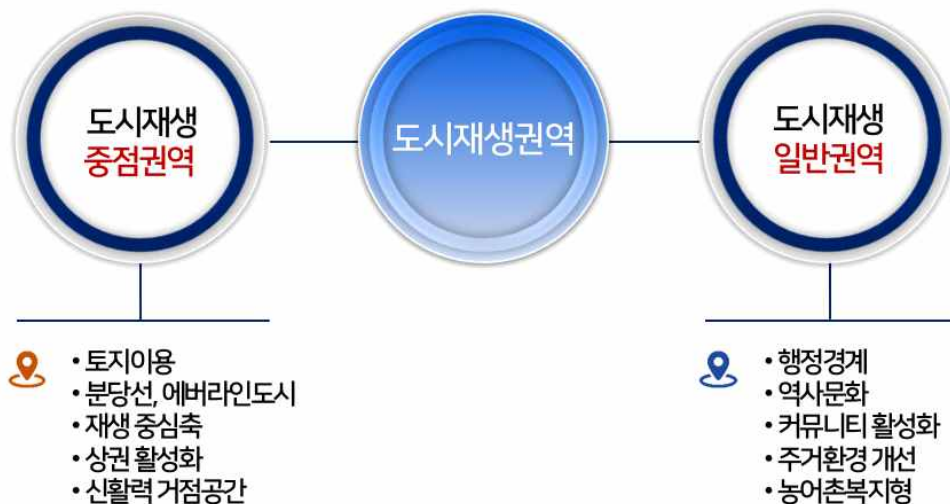 도시재생
중점권역
도시재생권역
도시재생
일반권역
• 토지이용
• 분당선, 에버라인도시
• 재생 중심축
• 상권 활성화
• 신활력 거점공간
• 행정경계
• 역사문화
• 커뮤니티 활성화
• 주거환경 개선
• 농어촌복지형